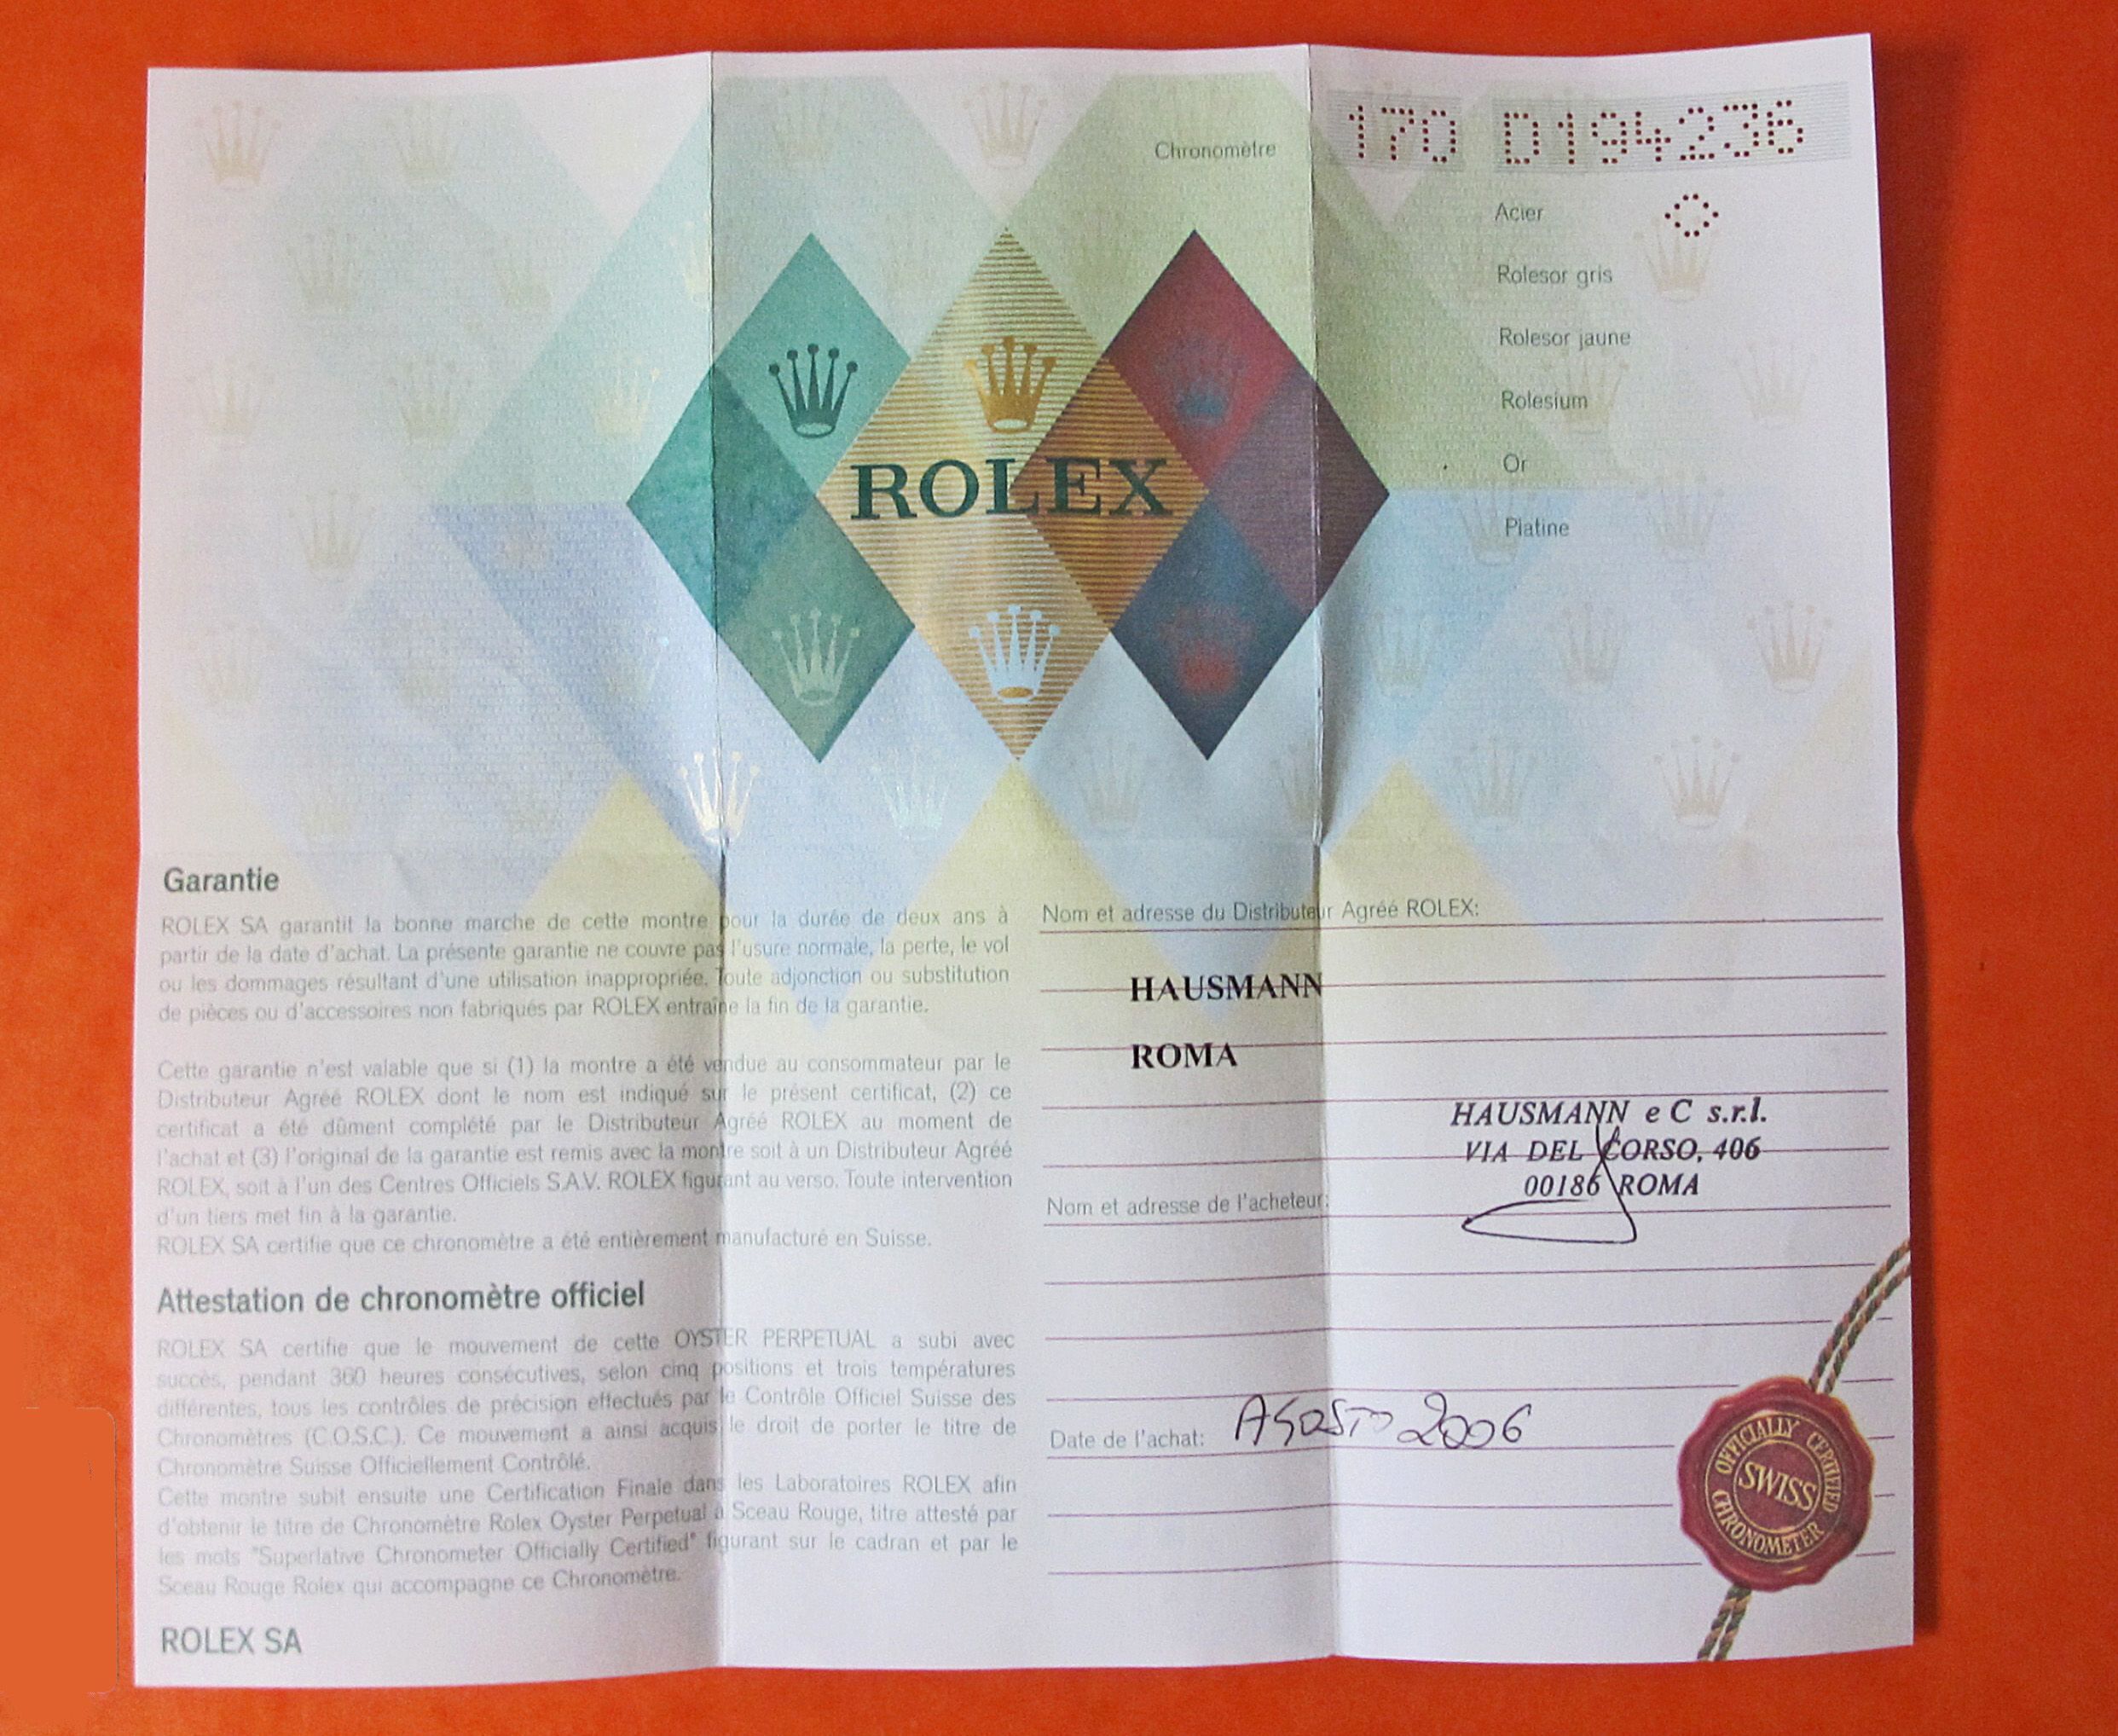 Chronomètre
170 D194236
Acier
Rolesor gris
Rolesor jaune
Rolesium
Or
Platine
ROLEX
Garantie
ROLEX SA garantit la bonne marche de cette montre pour la durée de deux ans à
partir de la date d'achat. La présente garantie ne couvre pas l'usure normale, la perte, le vol
ou les dommages résultant d'une utilisation inappropriée. Toute adjonction ou substitution
de pièces ou d'accessoires non fabriqués par ROLEX entraîne la fin de la garantie.
Cette garantie n'est valable que si (1) la montre a été vendue au consommateur par le
Distributeur Agréé ROLEX dont le nom est indiqué sur le présent certificat, (2) ce
certificat a été dûment complété par le Distributeur Agréé ROLEX au moment de
l'achat et (3) l'original de la garantie est remis avec la montre soit à un Distributeur Agréé
ROLEX, soit à l'un des Centres Officiels S.A.V. ROLEX figurant au verso. Toute intervention
d'un tiers met fin à la garantie.
ROLEX SA certifie que ce chronomètre a été entièrement manufacturé en Suisse.
Attestation de chronomètre officiel
ROLEX SA certifie que le mouvement de cette OYSTER PERPETUAL a subi avec
succès, pendant 360 heures consécutives, selon cinq positions et trois températures
différentes, tous les contrôles de précision effectués par le Contrôle Officiel Suisse des
Chronomètres (C.O.S.C.). Ce mouvement a ainsi acquis le droit de porter le titre de
Chronomètre Suisse Officiellement Contrôlé.
Cette montre subit ensuite une Certification Finale dans les Laboratoires ROLEX afin
d'obtenir le titre de Chronomètre Rolex Oyster Perpetual à Sceau Rouge, titre attesté par
les mots "Superlative Chronometer Officially Certified" figurant sur le cadran et par le
Sceau Rouge Rolex qui accompagne ce Chronomètre.
ROLEX SA
Nom et adresse du Distributeur Agréé ROLEX:
HAUSMANN
ROMA
HAUSMANN e C s.r.l.
VIA DEL CORSO, 406
00186 ROMA
Nom et adresse de l'acheteur:
Date de l'achat: AGOSTO 2006
OFFICIALLY CERTIFIED
SWISS
CHRONOMETER